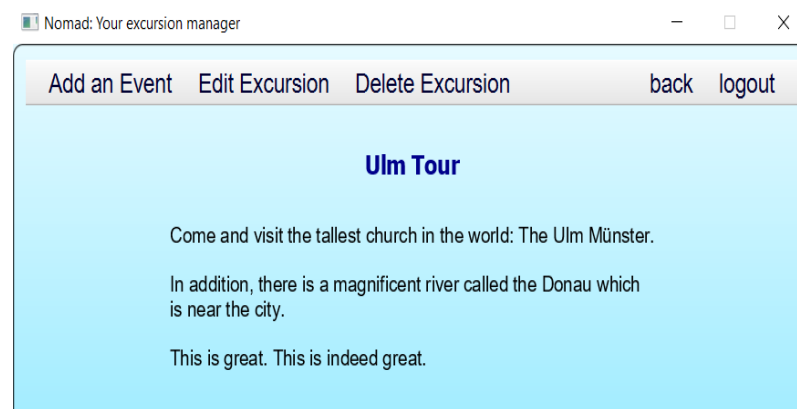 Nomad: Your excursion manager
Add an Event Edit Excursion Delete Excursion back logout
Ulm Tour
Come and visit the tallest church in the world: The Ulm Münster.
In addition, there is a magnificent river called the Donau which
is near the city.
This is great. This is indeed great.